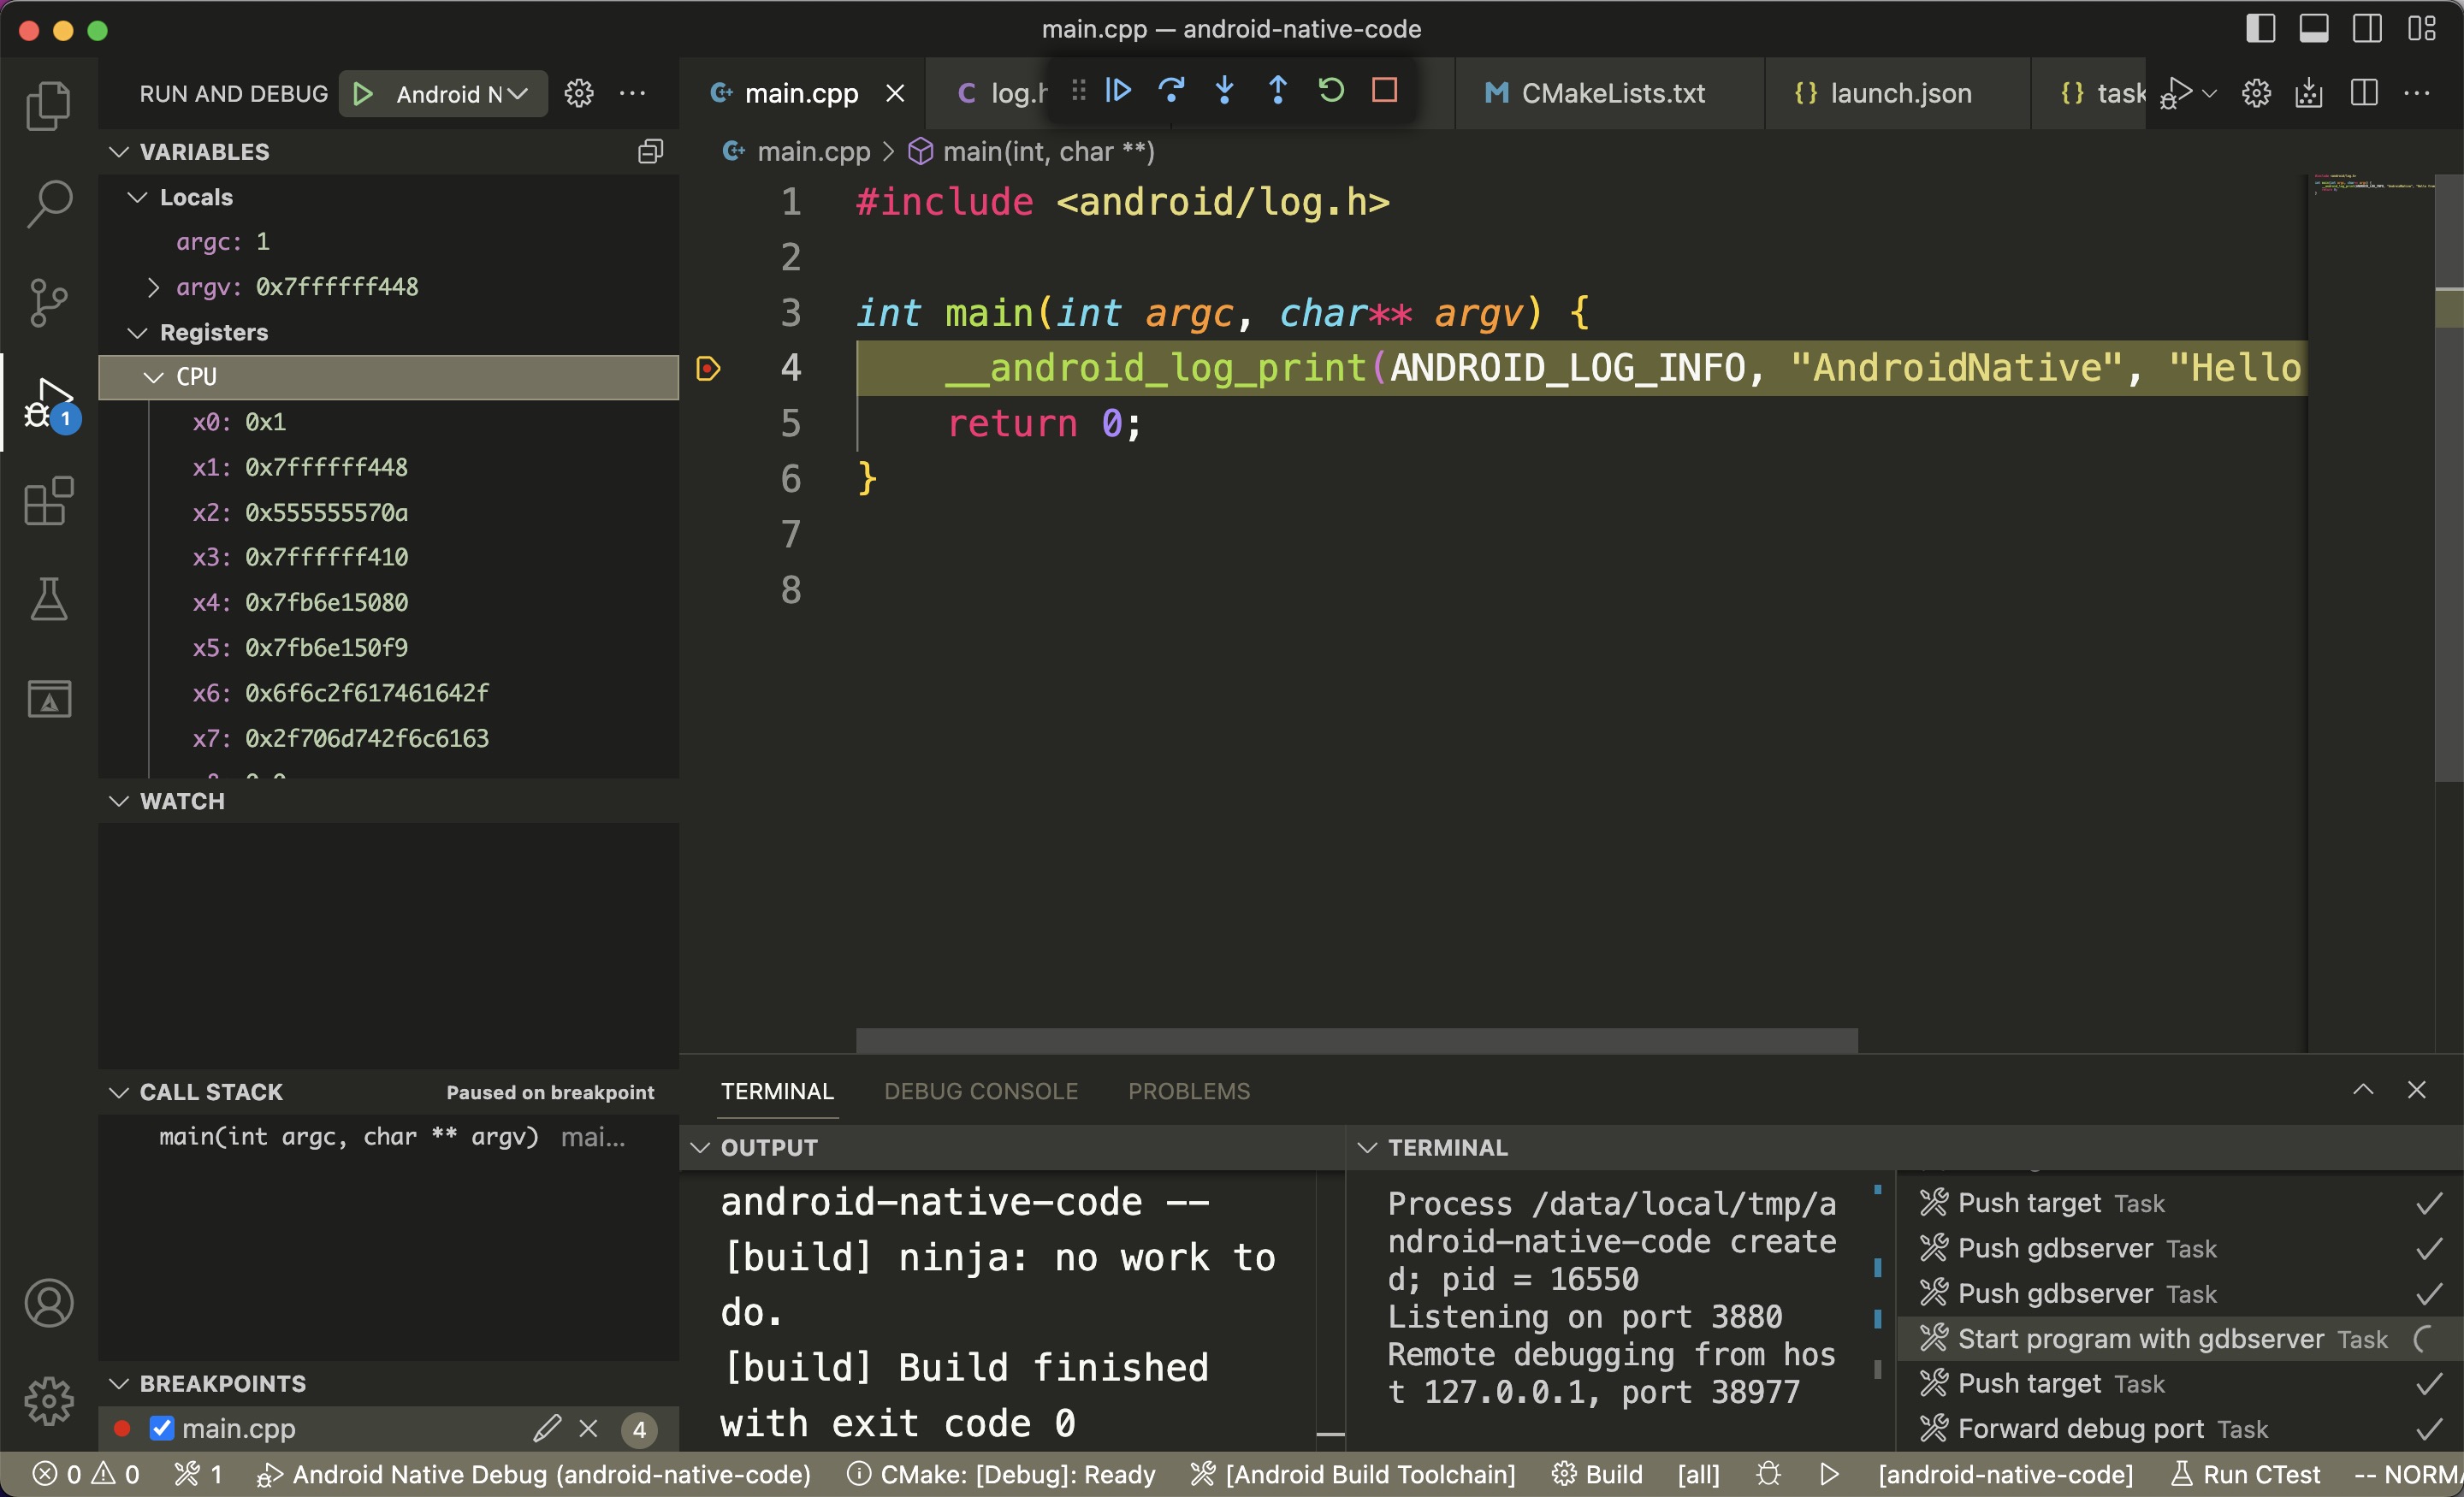 main.cpp — android-native-code
RUN AND DEBUG
Android N
main.cpp
log.h
CMakeLists.txt
launch.json
task
VARIABLES
Locals
argc: 1
argv: 0x7ffffff448
Registers
CPU
x0: 0x1
x1: 0x7ffffff448
x2: 0x555555570a
x3: 0x7ffffff410
x4: 0x7fb6e15080
x5: 0x7fb6e150f9
x6: 0x6f6c2f617461642f
x7: 0x2f706d742f6c6163
WATCH
CALL STACK
Paused on breakpoint
main(int argc, char ** argv) mai...
BREAKPOINTS
main.cpp
4
main.cpp > main(int, char **)
1 #include <android/log.h>
2
3 int main(int argc, char** argv) {
4 __android_log_print(ANDROID_LOG_INFO, "AndroidNative", "Hello
5 return 0;
6 }
7
8
TERMINAL
DEBUG CONSOLE
PROBLEMS
OUTPUT
android-native-code --
[build] ninja: no work to
do.
[build] Build finished
with exit code 0
TERMINAL
Process /data/local/tmp/a
ndroid-native-code create
d; pid = 16550
Listening on port 3880
Remote debugging from hos
t 127.0.0.1, port 38977
Push target Task
Push gdbserver Task
Push gdbserver Task
Start program with gdbserver Task
Push target Task
Forward debug port Task
1
0 0 1 Android Native Debug (android-native-code) CMake: [Debug]: Ready [Android Build Toolchain] Build [all] [android-native-code] Run CTest -- NORMA